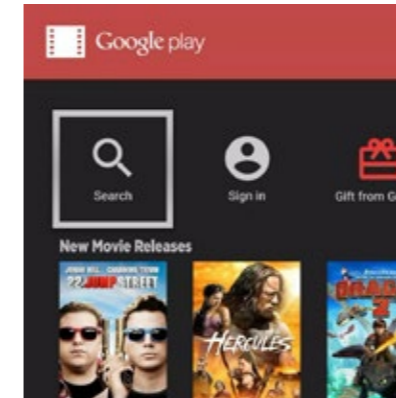 Google play
Search
Sign in
Gift from G
New Movie Releases
JONAH HILL CHANNING TATUM
22 JUMP STREET
HERCULES
DRAG
2